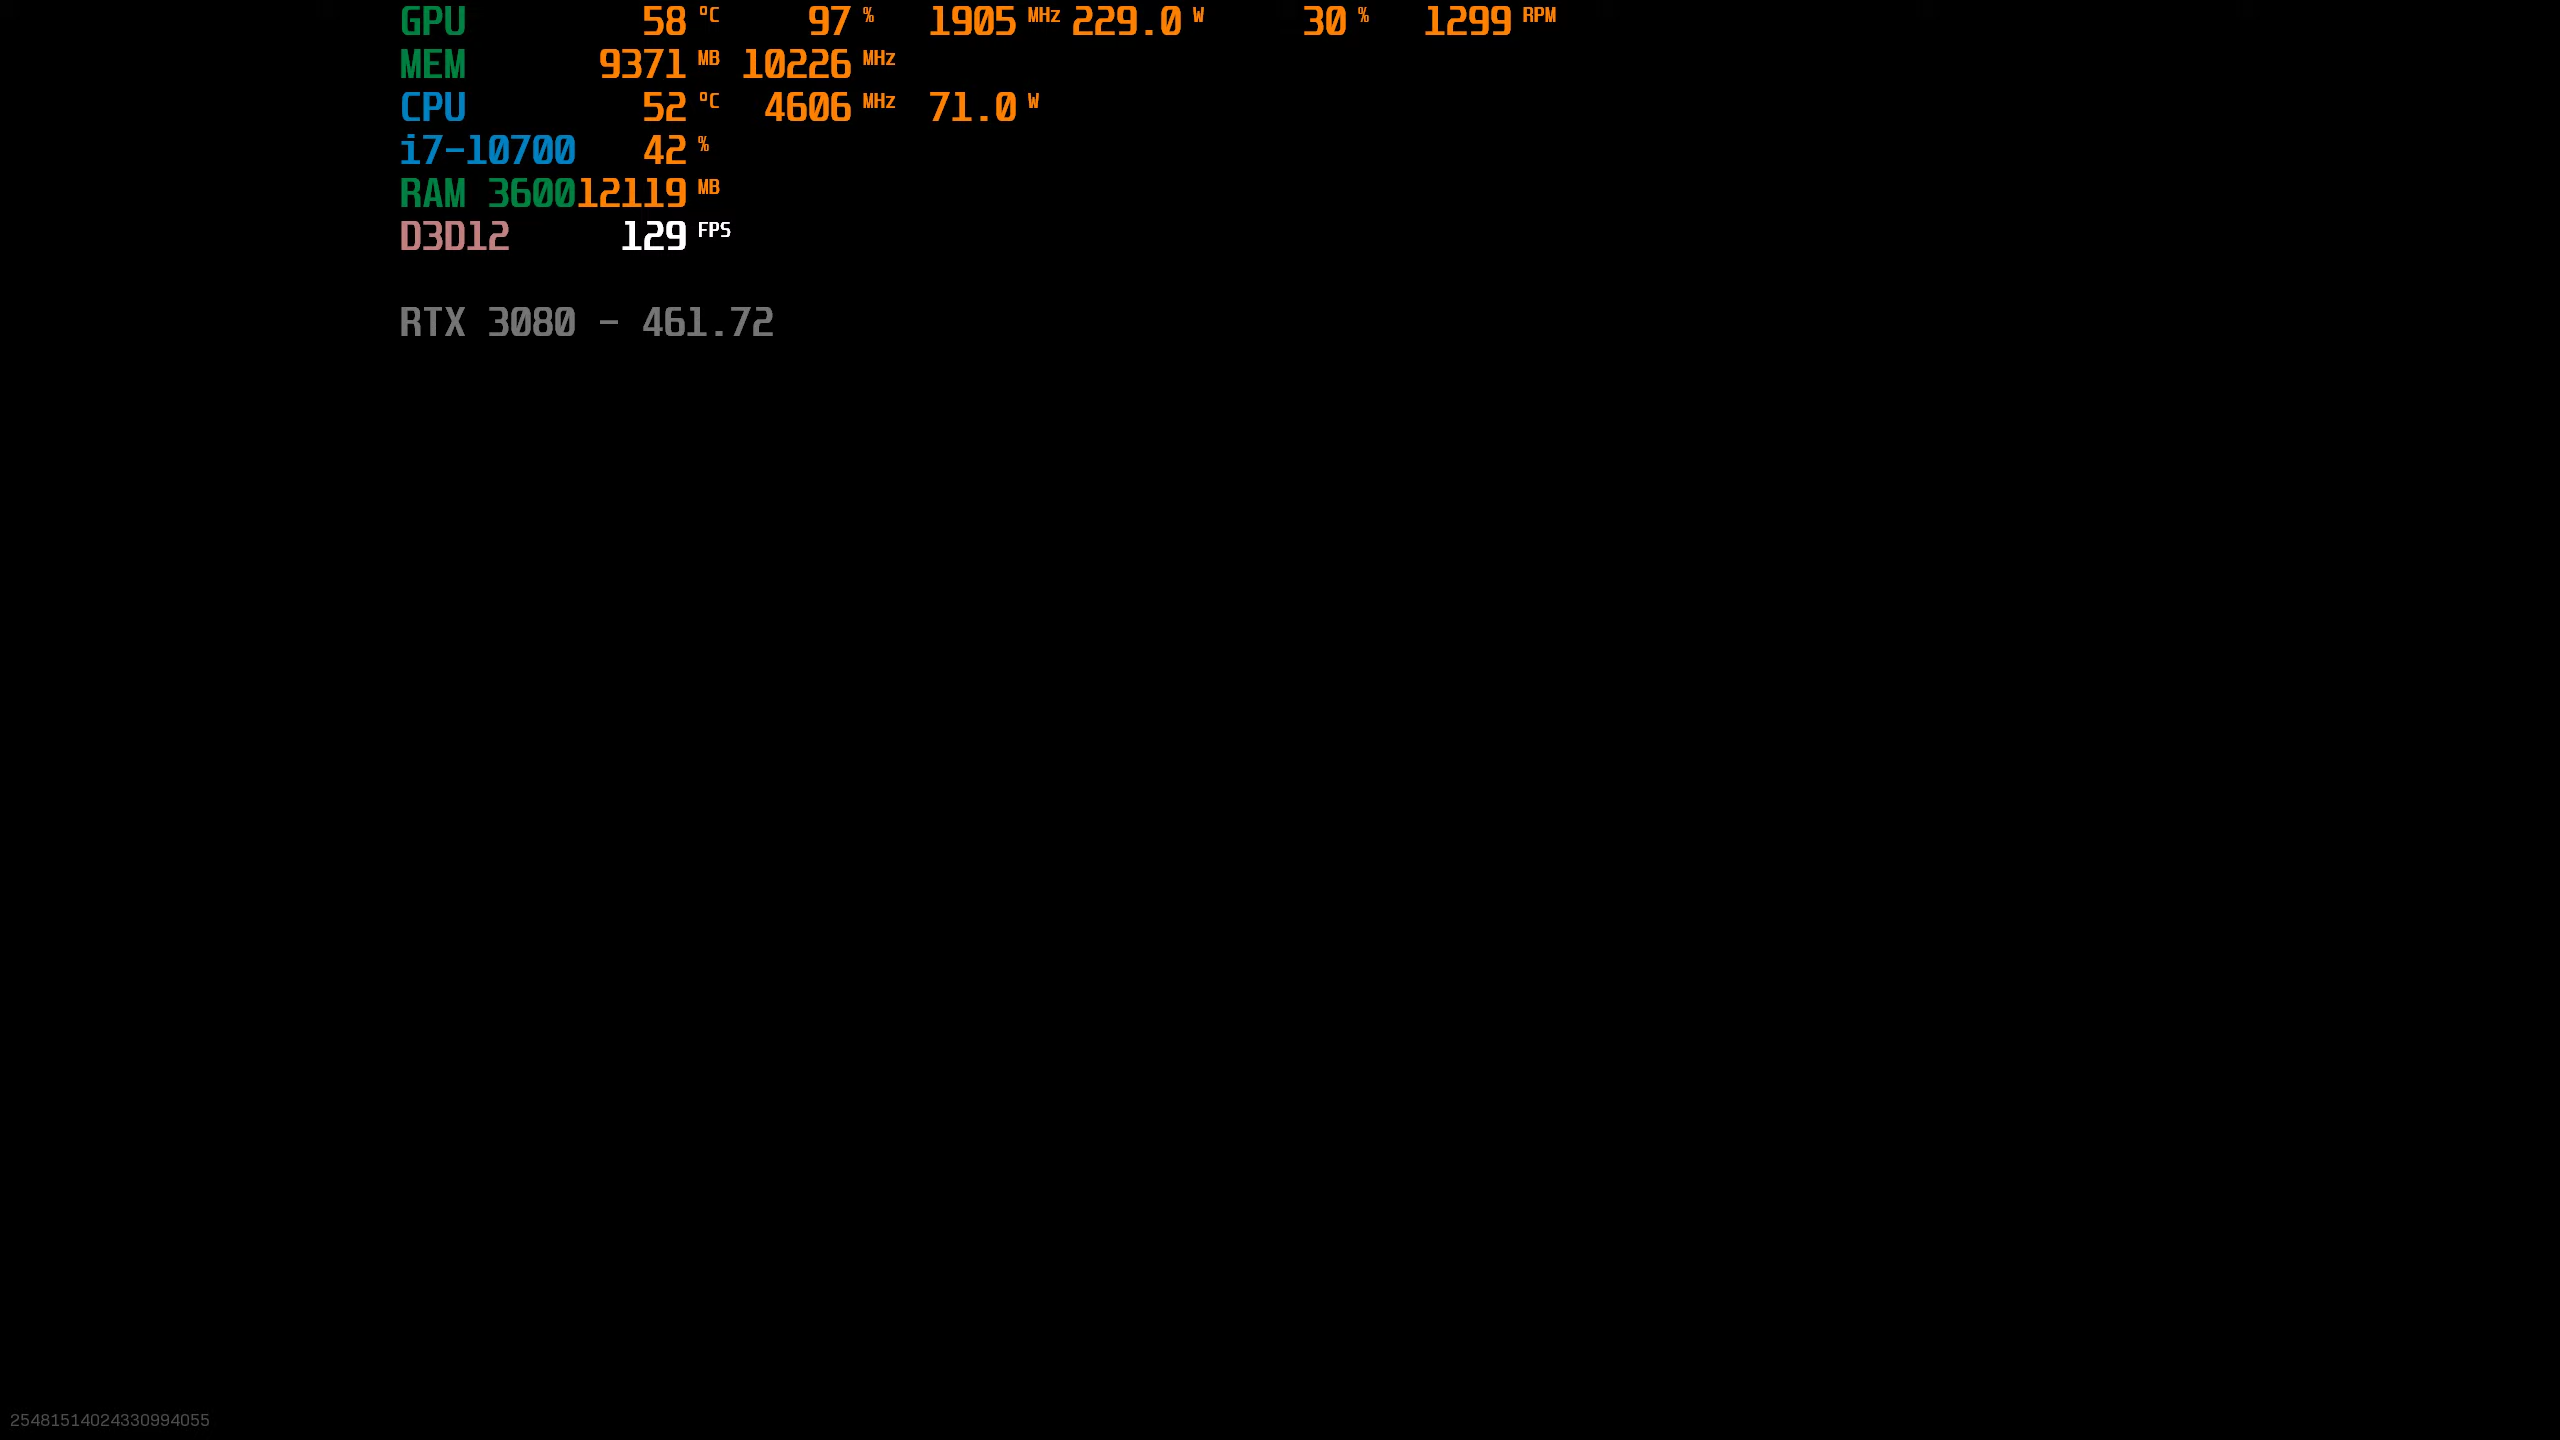 GPU 58 °C 97 % 1905 MHz 229.0 W 30 % 1299 RPM
MEM 9371 MB 10226 MHz
CPU 52 °C 4606 MHz 71.0 W
i7-10700 42 %
RAM 3600 12119 MB
D3D12 129 FPS
RTX 3080 - 461.72
25481514024330994055